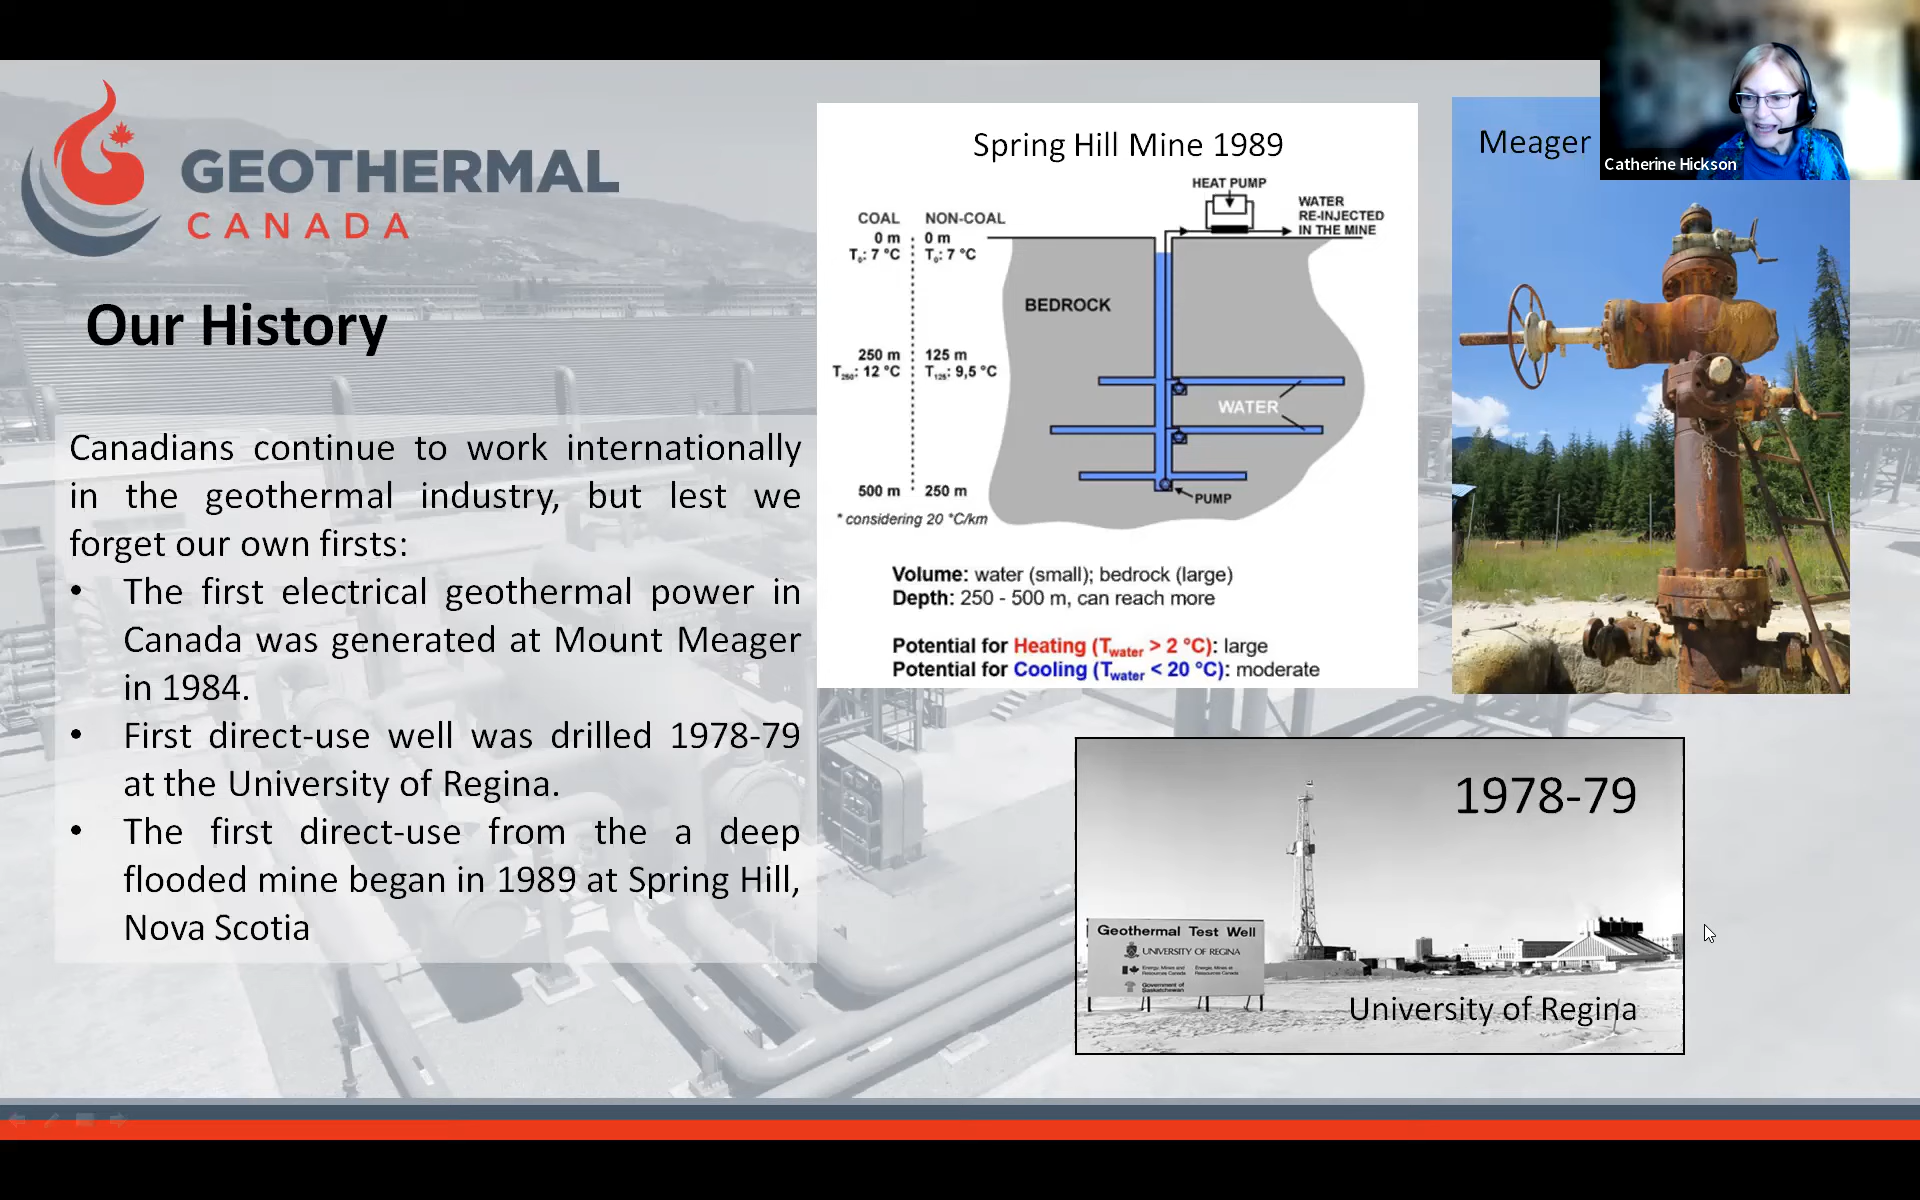 GEOTHERMAL
CANADA
Our History
Canadians continue to work internationally
in the geothermal industry, but lest we
forget our own firsts:
• The first electrical geothermal power in
Canada was generated at Mount Meager
in 1984.
• First direct-use well was drilled 1978-79
at the University of Regina.
• The first direct-use from the a deep
flooded mine began in 1989 at Spring Hill,
Nova Scotia
Spring Hill Mine 1989
HEAT PUMP
WATER
RE-INJECTED
IN THE MINE
COAL NON-COAL
0 m 0 m
T₀: 7 °C T₀: 7 °C
BEDROCK
250 m 125 m
T₂₅₀: 12 °C T₁₂₅: 9,5 °C
WATER
500 m 250 m
PUMP
* considering 20 °C/km
Volume: water (small); bedrock (large)
Depth: 250 - 500 m, can reach more
Potential for Heating (Twater > 2 °C): large
Potential for Cooling (Twater < 20 °C): moderate
Meager
Catherine Hickson
1978-79
Geothermal Test Well
UNIVERSITY OF REGINA
Energy, Mines and Énergie, Mines et
Resources Canada Ressources Canada
Government of
Saskatchewan
University of Regina